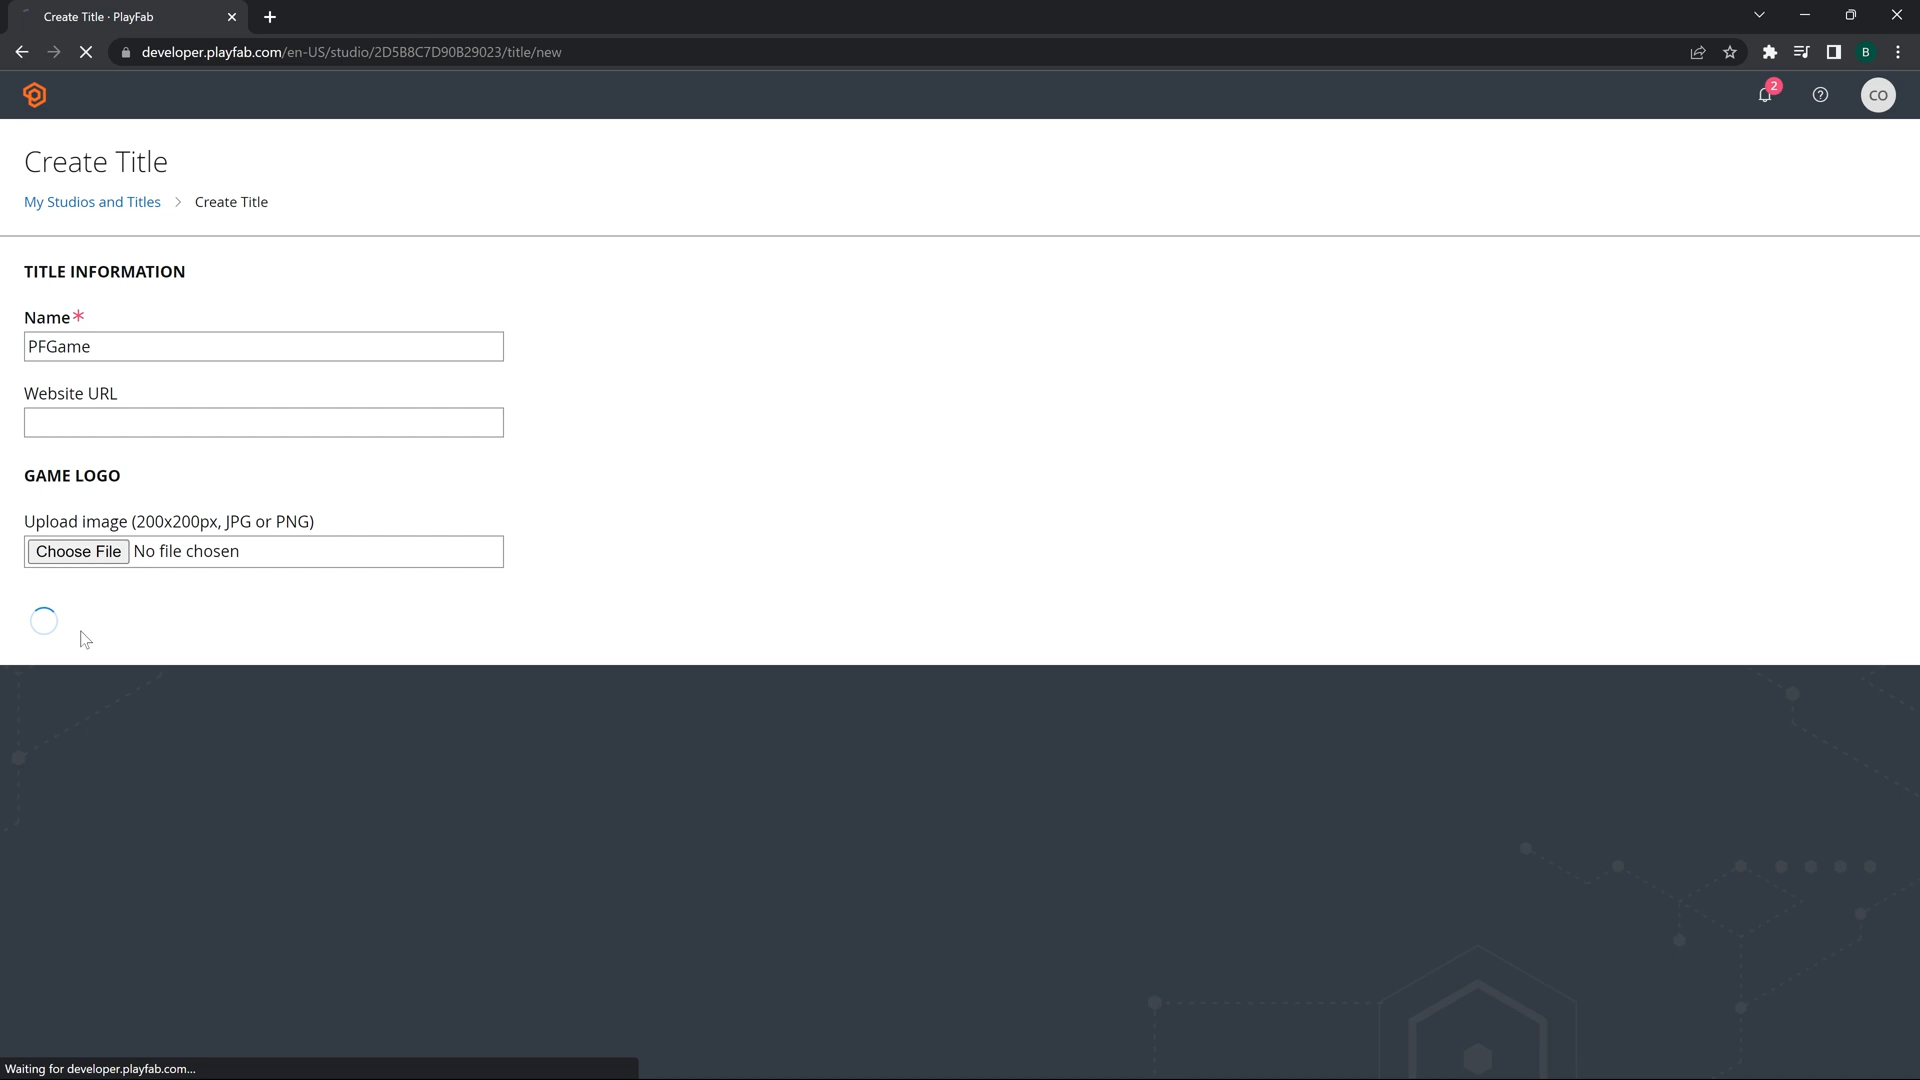 Create Title · PlayFab
developer.playfab.com/en-US/studio/2D5B8C7D90B29023/title/new
B
2
CO
Create Title
My Studios and Titles > Create Title
TITLE INFORMATION
Name*
PFGame
Website URL
GAME LOGO
Upload image (200x200px, JPG or PNG)
Choose File No file chosen
Waiting for developer.playfab.com...